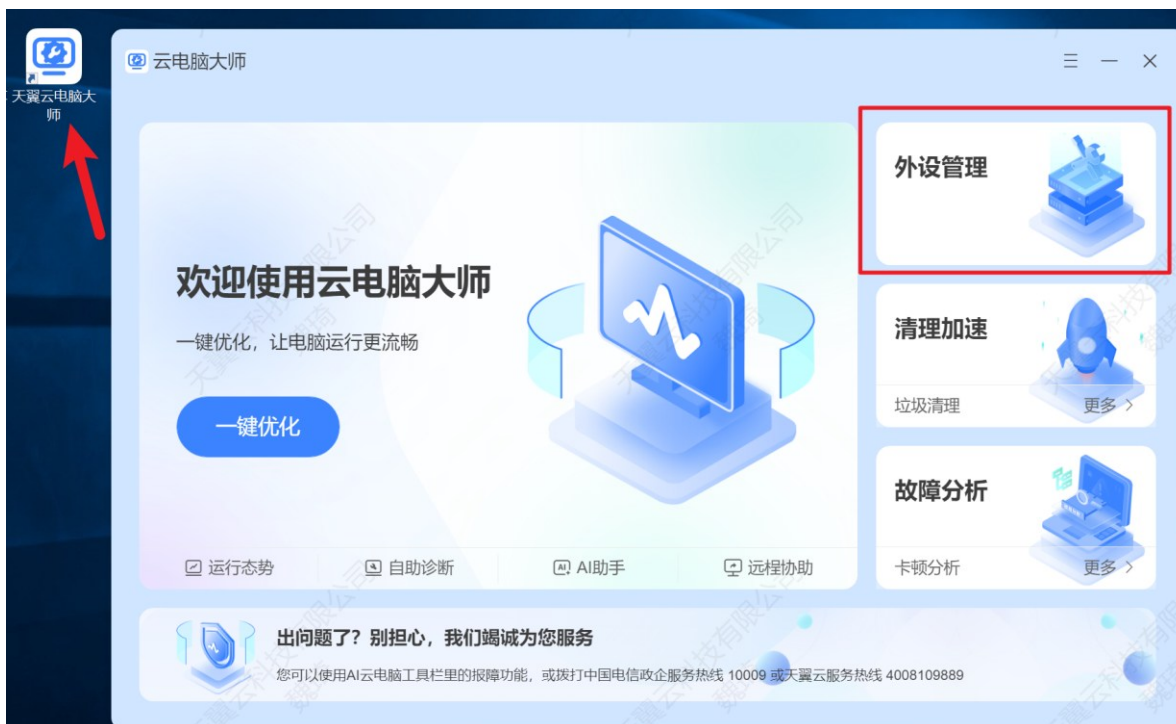 天翼云电脑大
师
云电脑大师
欢迎使用云电脑大师
一键优化，让电脑运行更流畅
一键优化
运行态势
自助诊断
AI助手
远程协助
外设管理
清理加速
垃圾清理
更多
故障分析
卡顿分析
更多
出问题了？别担心，我们竭诚为您服务
您可以使用AI云电脑工具栏里的报障功能，或拨打中国电信政企服务热线 10009 或天翼云服务热线 4008109889